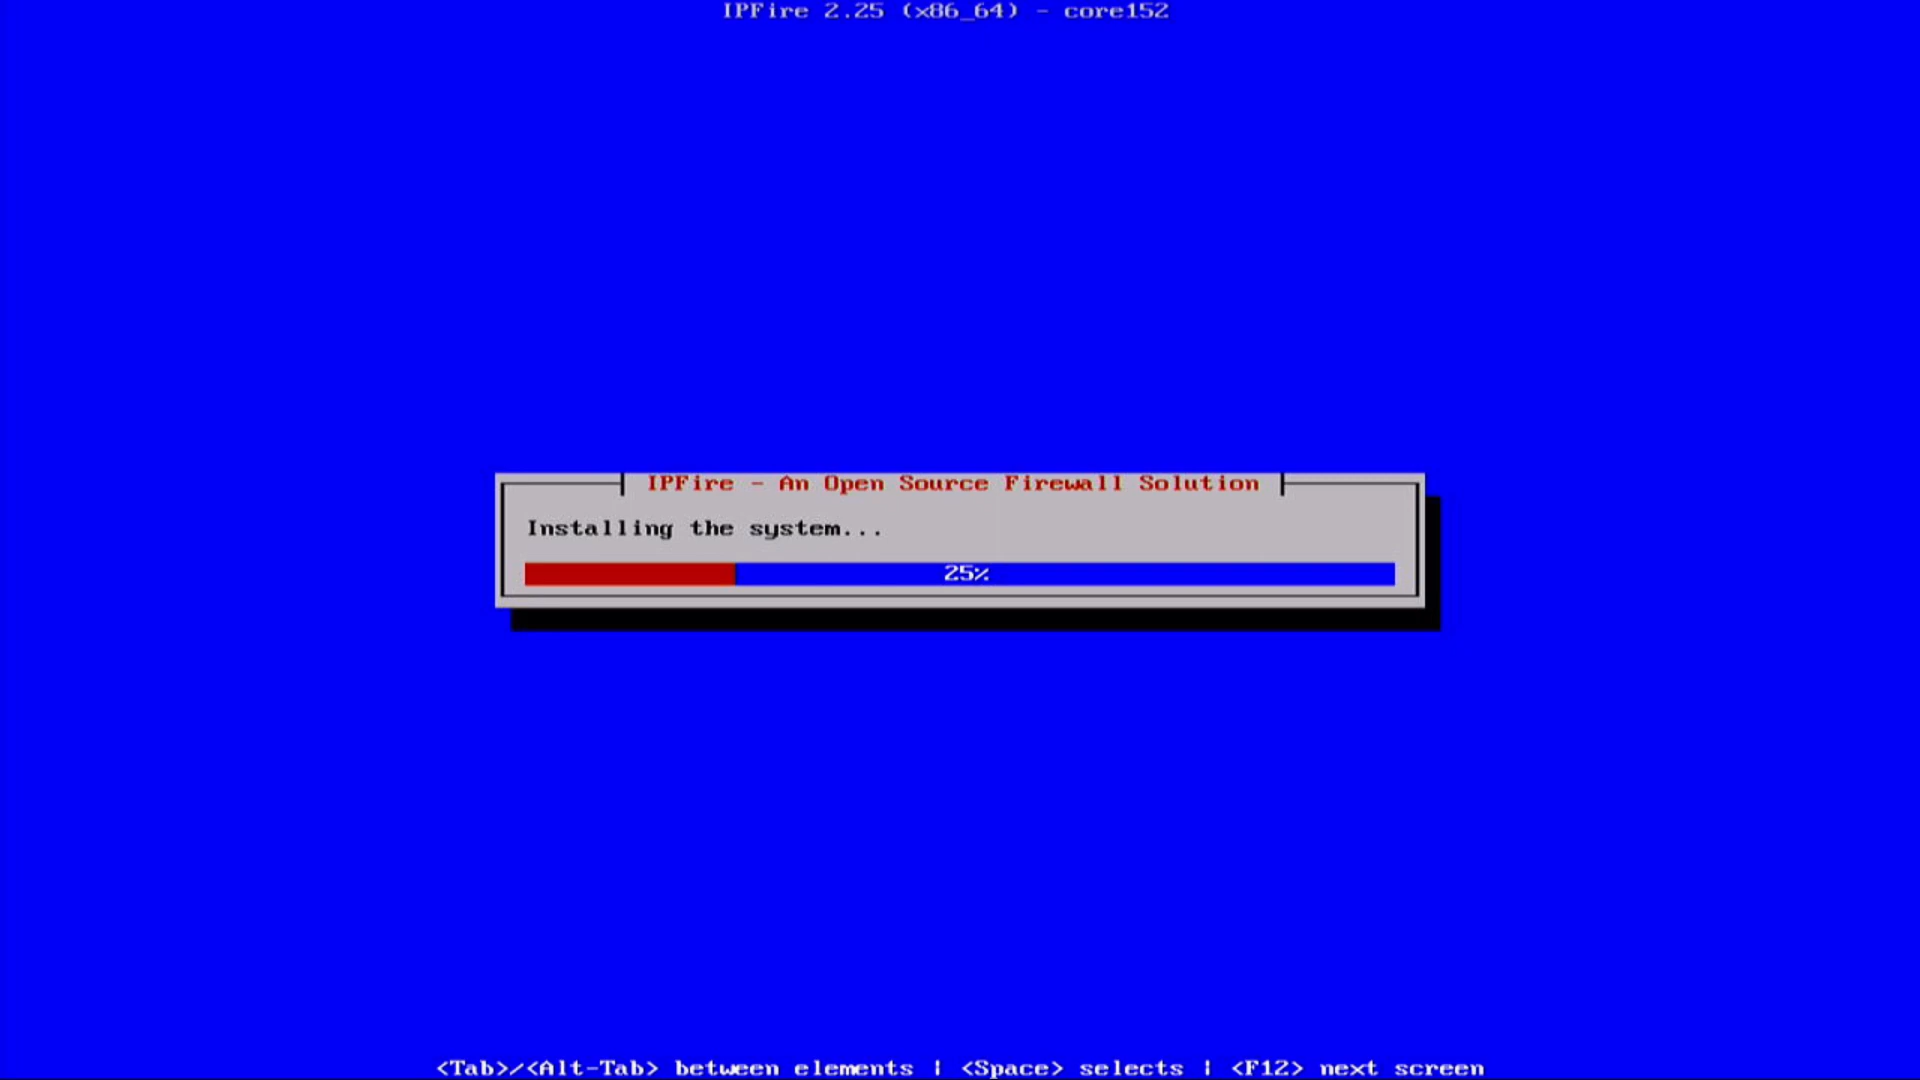 IPFire 2.25 (x86_64) - core152
IPFire - An Open Source Firewall Solution
Installing the system...
25%
<Tab>/<Alt-Tab> between elements | <Space> selects | <F12> next screen